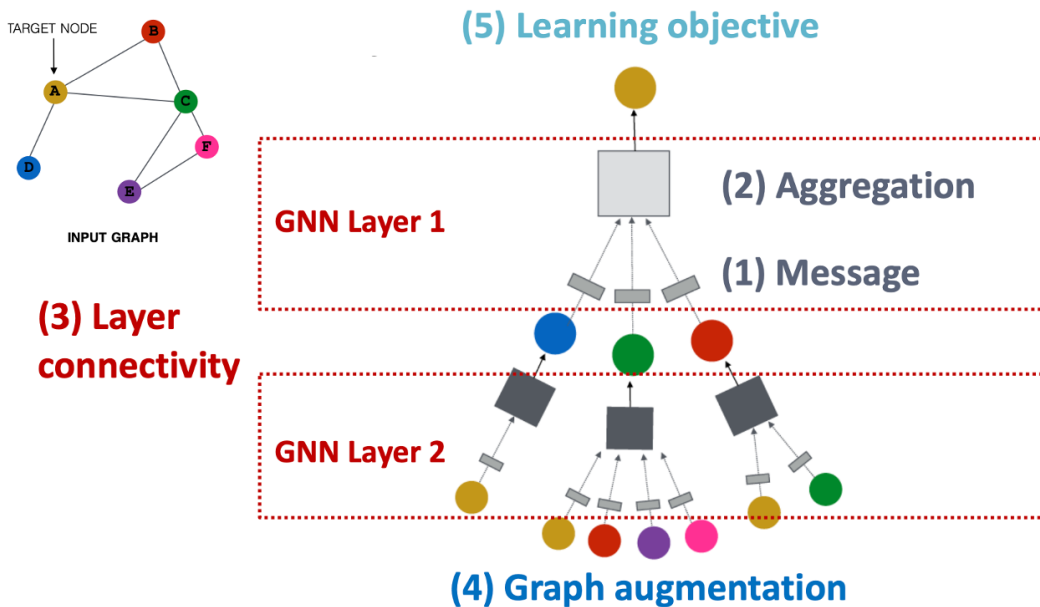 (5) Learning objective
TARGET NODE
B
A
C
F
D
E
INPUT GRAPH
(2) Aggregation
GNN Layer 1
(1) Message
(3) Layer
connectivity
GNN Layer 2
(4) Graph augmentation